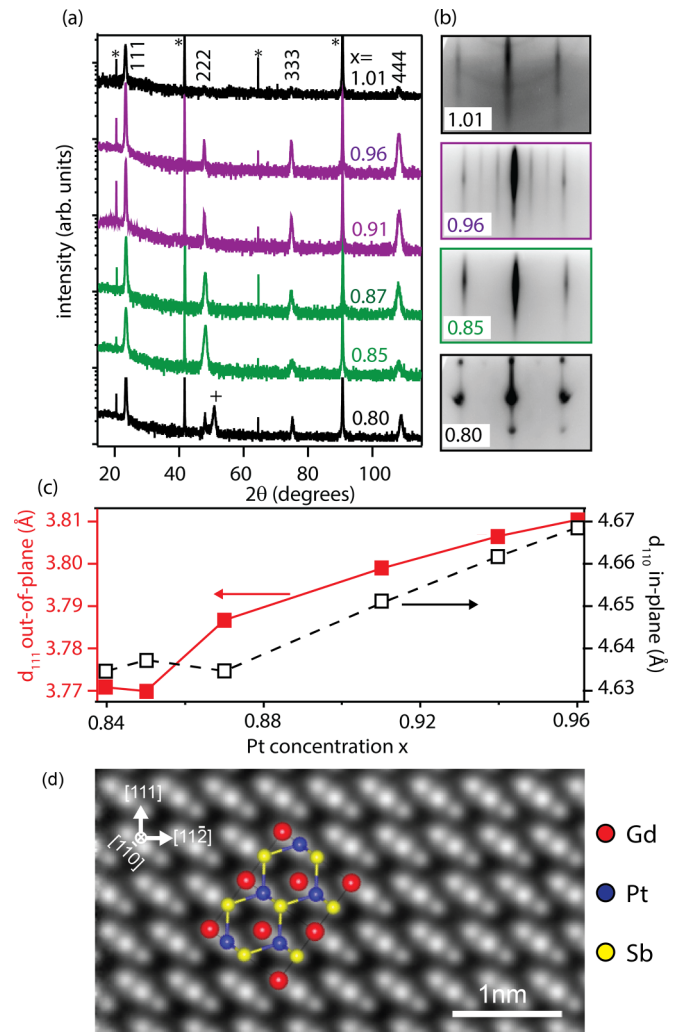 (a)
(b)
* 111 * 222 * 333 * 444
x=
1.01
0.96
0.91
0.87
0.85
0.80
+
intensity (arb. units)
20 40 60 80 100
2θ (degrees)
1.01
0.96
0.85
0.80
(c)
d111 out-of-plane (Å)
3.81
3.80
3.79
3.78
3.77
4.67
4.66
4.65
4.64
4.63
d110 in-plane (Å)
0.84 0.88 0.92 0.96
Pt concentration x
(d)
[111]
[112̅]
[11̅0]
Gd
Pt
Sb
1nm